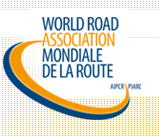 WORLD ROAD
ASSOCIATION
MONDIALE
DE LA ROUTE
AIPCR PIARC